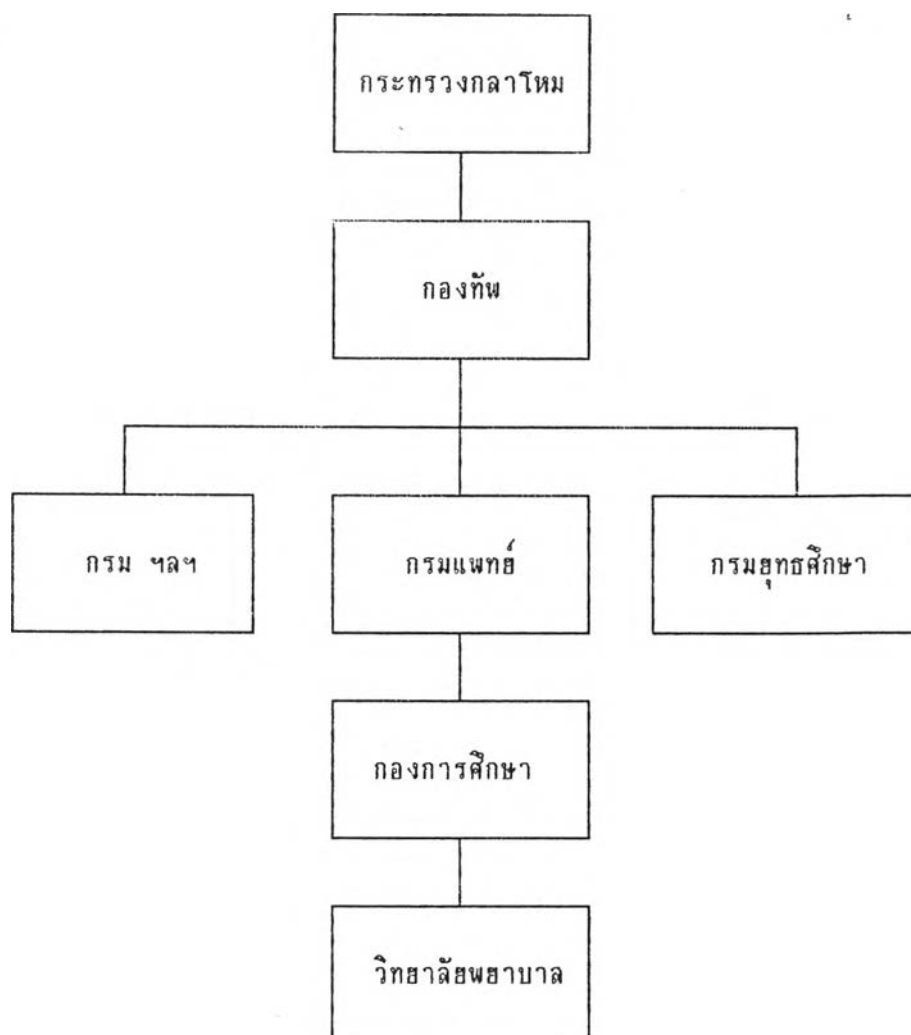 กระทรวงกลาโหม
กองทัพ
กรม ฯลฯ
กรมแพทย์
กรมยุทธศึกษา
กองการศึกษา
วิทยาลัยพยาบาล